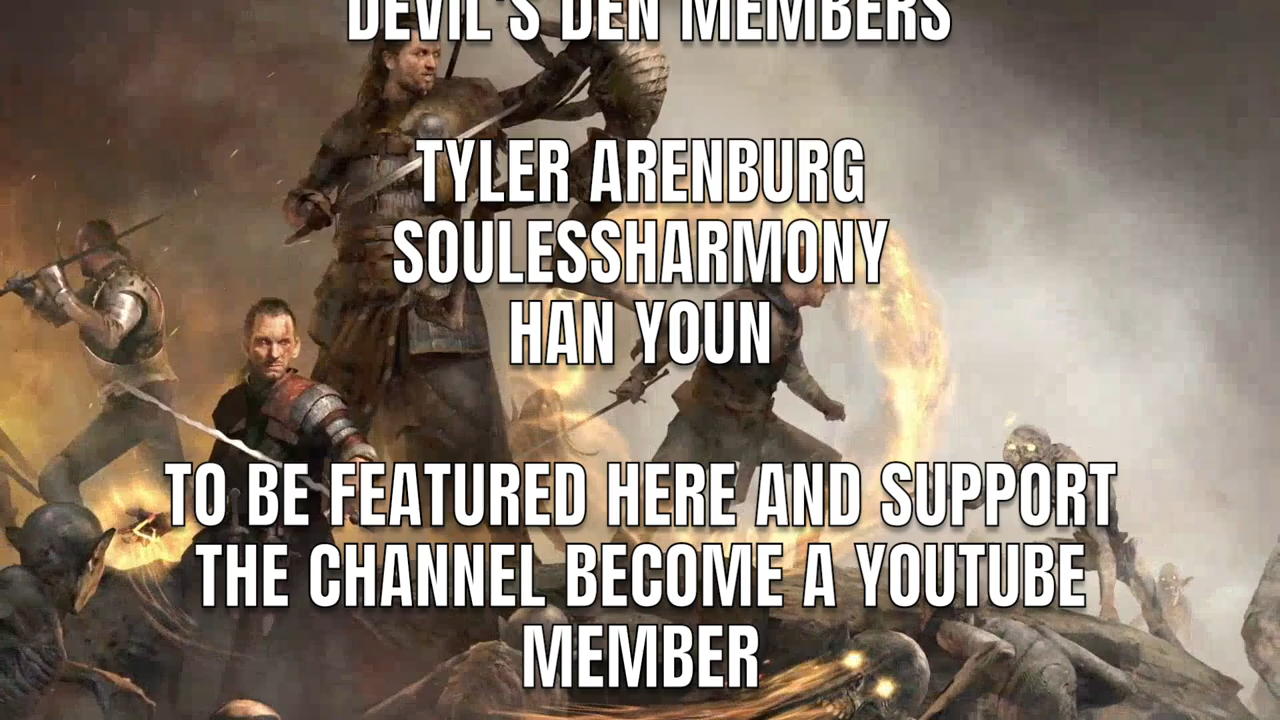 DEVIL'S DEN MEMBERS
TYLER ARENBURG
SOULESSHARMONY
HAN YOUN
TO BE FEATURED HERE AND SUPPORT
THE CHANNEL BECOME A YOUTUBE
MEMBER